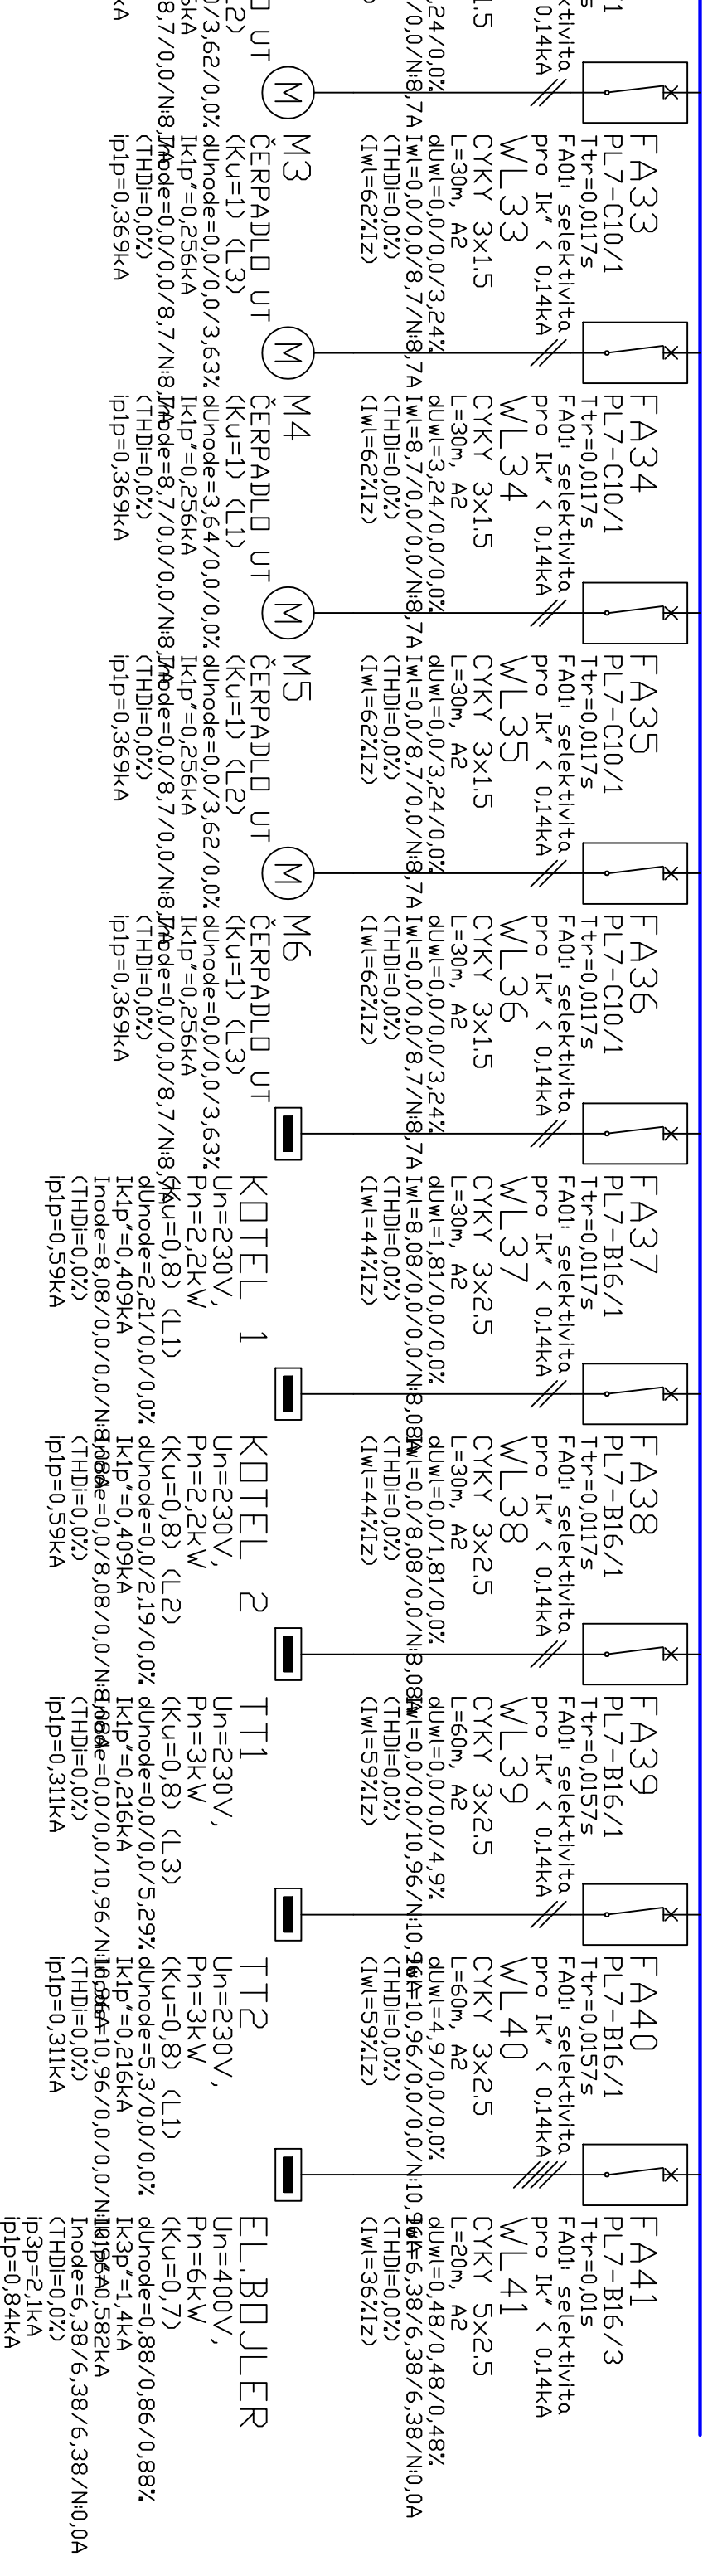 1
s
ktivita
0,14kA
1.5
,24/0,0%
/0,0/N:8,7A
M
O UT
L2)
0/3,62/0,0%
6kA
8,7/0,0/N:8,7A
kA
FA33
PL7-C10/1
Ttr=0,0117s
FA01: selektivita
pro Ik" < 0,14kA
WL33
CYKY 3x1.5
L=30m, A2
dUwl=0,0/0,0/3,24%
Iwl=0,0/0,0/8,7/N:8,7A
(THDi=0,0%)
(Iwl=62%Iz)
M
M3
ČERPADLO UT
(Ku=1) (L3)
dUnode=0,0/0,0/3,63%
Ik1p"=0,256kA
Inode=0,0/0,0/8,7/N:8,7A
(THDi=0,0%)
ip1p=0,369kA
FA34
PL7-C10/1
Ttr=0,0117s
FA01: selektivita
pro Ik" < 0,14kA
WL34
CYKY 3x1.5
L=30m, A2
dUwl=3,24/0,0/0,0%
Iwl=8,7/0,0/0,0/N:8,7A
(THDi=0,0%)
(Iwl=62%Iz)
M
M4
ČERPADLO UT
(Ku=1) (L1)
dUnode=3,64/0,0/0,0%
Ik1p"=0,256kA
Inode=8,7/0,0/0,0/N:8,7A
(THDi=0,0%)
ip1p=0,369kA
FA35
PL7-C10/1
Ttr=0,0117s
FA01: selektivita
pro Ik" < 0,14kA
WL35
CYKY 3x1.5
L=30m, A2
dUwl=0,0/3,24/0,0%
Iwl=0,0/8,7/0,0/N:8,7A
(THDi=0,0%)
(Iwl=62%Iz)
M
M5
ČERPADLO UT
(Ku=1) (L2)
dUnode=0,0/3,62/0,0%
Ik1p"=0,256kA
Inode=0,0/8,7/0,0/N:8,7A
(THDi=0,0%)
ip1p=0,369kA
FA36
PL7-C10/1
Ttr=0,0117s
FA01: selektivita
pro Ik" < 0,14kA
WL36
CYKY 3x1.5
L=30m, A2
dUwl=0,0/0,0/3,24%
Iwl=0,0/0,0/8,7/N:8,7A
(THDi=0,0%)
(Iwl=62%Iz)
M6
ČERPADLO UT
(Ku=1) (L3)
dUnode=0,0/0,0/3,63%
Ik1p"=0,256kA
Inode=0,0/0,0/8,7/N:8,7A
(THDi=0,0%)
ip1p=0,369kA
FA37
PL7-B16/1
Ttr=0,0117s
FA01: selektivita
pro Ik" < 0,14kA
WL37
CYKY 3x2.5
L=30m, A2
dUwl=1,81/0,0/0,0%
Iwl=8,08/0,0/0,0/N:8,08A
(THDi=0,0%)
(Iwl=44%Iz)
KOTEL 1
Un=230V,
Pn=2,2kW
(Ku=0,8) (L1)
dUnode=2,21/0,0/0,0%
Ik1p"=0,409kA
Inode=8,08/0,0/0,0/N:8,08A
(THDi=0,0%)
ip1p=0,59kA
FA38
PL7-B16/1
Ttr=0,0117s
FA01: selektivita
pro Ik" < 0,14kA
WL38
CYKY 3x2.5
L=30m, A2
dUwl=0,0/1,81/0,0%
Iwl=0,0/8,08/0,0/N:8,08A
(THDi=0,0%)
(Iwl=44%Iz)
KOTEL 2
Un=230V,
Pn=2,2kW
(Ku=0,8) (L2)
dUnode=0,0/2,19/0,0%
Ik1p"=0,409kA
Inode=0,0/8,08/0,0/N:8,08A
(THDi=0,0%)
ip1p=0,59kA
FA39
PL7-B16/1
Ttr=0,0157s
FA01: selektivita
pro Ik" < 0,14kA
WL39
CYKY 3x2.5
L=60m, A2
dUwl=0,0/0,0/4,9%
Iwl=0,0/0,0/10,96/N:10,96A
(THDi=0,0%)
(Iwl=59%Iz)
TT1
Un=230V,
Pn=3kW
(Ku=0,8) (L3)
dUnode=0,0/0,0/5,29%
Ik1p"=0,216kA
Inode=0,0/0,0/10,96/N:10,96A
(THDi=0,0%)
ip1p=0,311kA
FA40
PL7-B16/1
Ttr=0,0157s
FA01: selektivita
pro Ik" < 0,14kA
WL40
CYKY 3x2.5
L=60m, A2
dUwl=4,9/0,0/0,0%
Iwl=10,96/0,0/0,0/N:10,96A
(THDi=0,0%)
(Iwl=59%Iz)
TT2
Un=230V,
Pn=3kW
(Ku=0,8) (L1)
dUnode=5,3/0,0/0,0%
Ik1p"=0,216kA
Inode=10,96/0,0/0,0/N:10,96A
(THDi=0,0%)
ip1p=0,311kA
FA41
PL7-B16/3
Ttr=0,01s
FA01: selektivita
pro Ik" < 0,14kA
WL41
CYKY 5x2.5
L=20m, A2
dUwl=0,48/0,48/0,48%
Iwl=6,38/6,38/6,38/N:0,0A
(THDi=0,0%)
(Iwl=36%Iz)
EL.BOJLER
Un=400V,
Pn=6kW
(Ku=0,7)
dUnode=0,88/0,86/0,88%
Ik3p"=1,4kA
Ik1p"=0,582kA
Inode=6,38/6,38/6,38/N:0,0A
(THDi=0,0%)
ip3p=2,1kA
ip1p=0,84kA